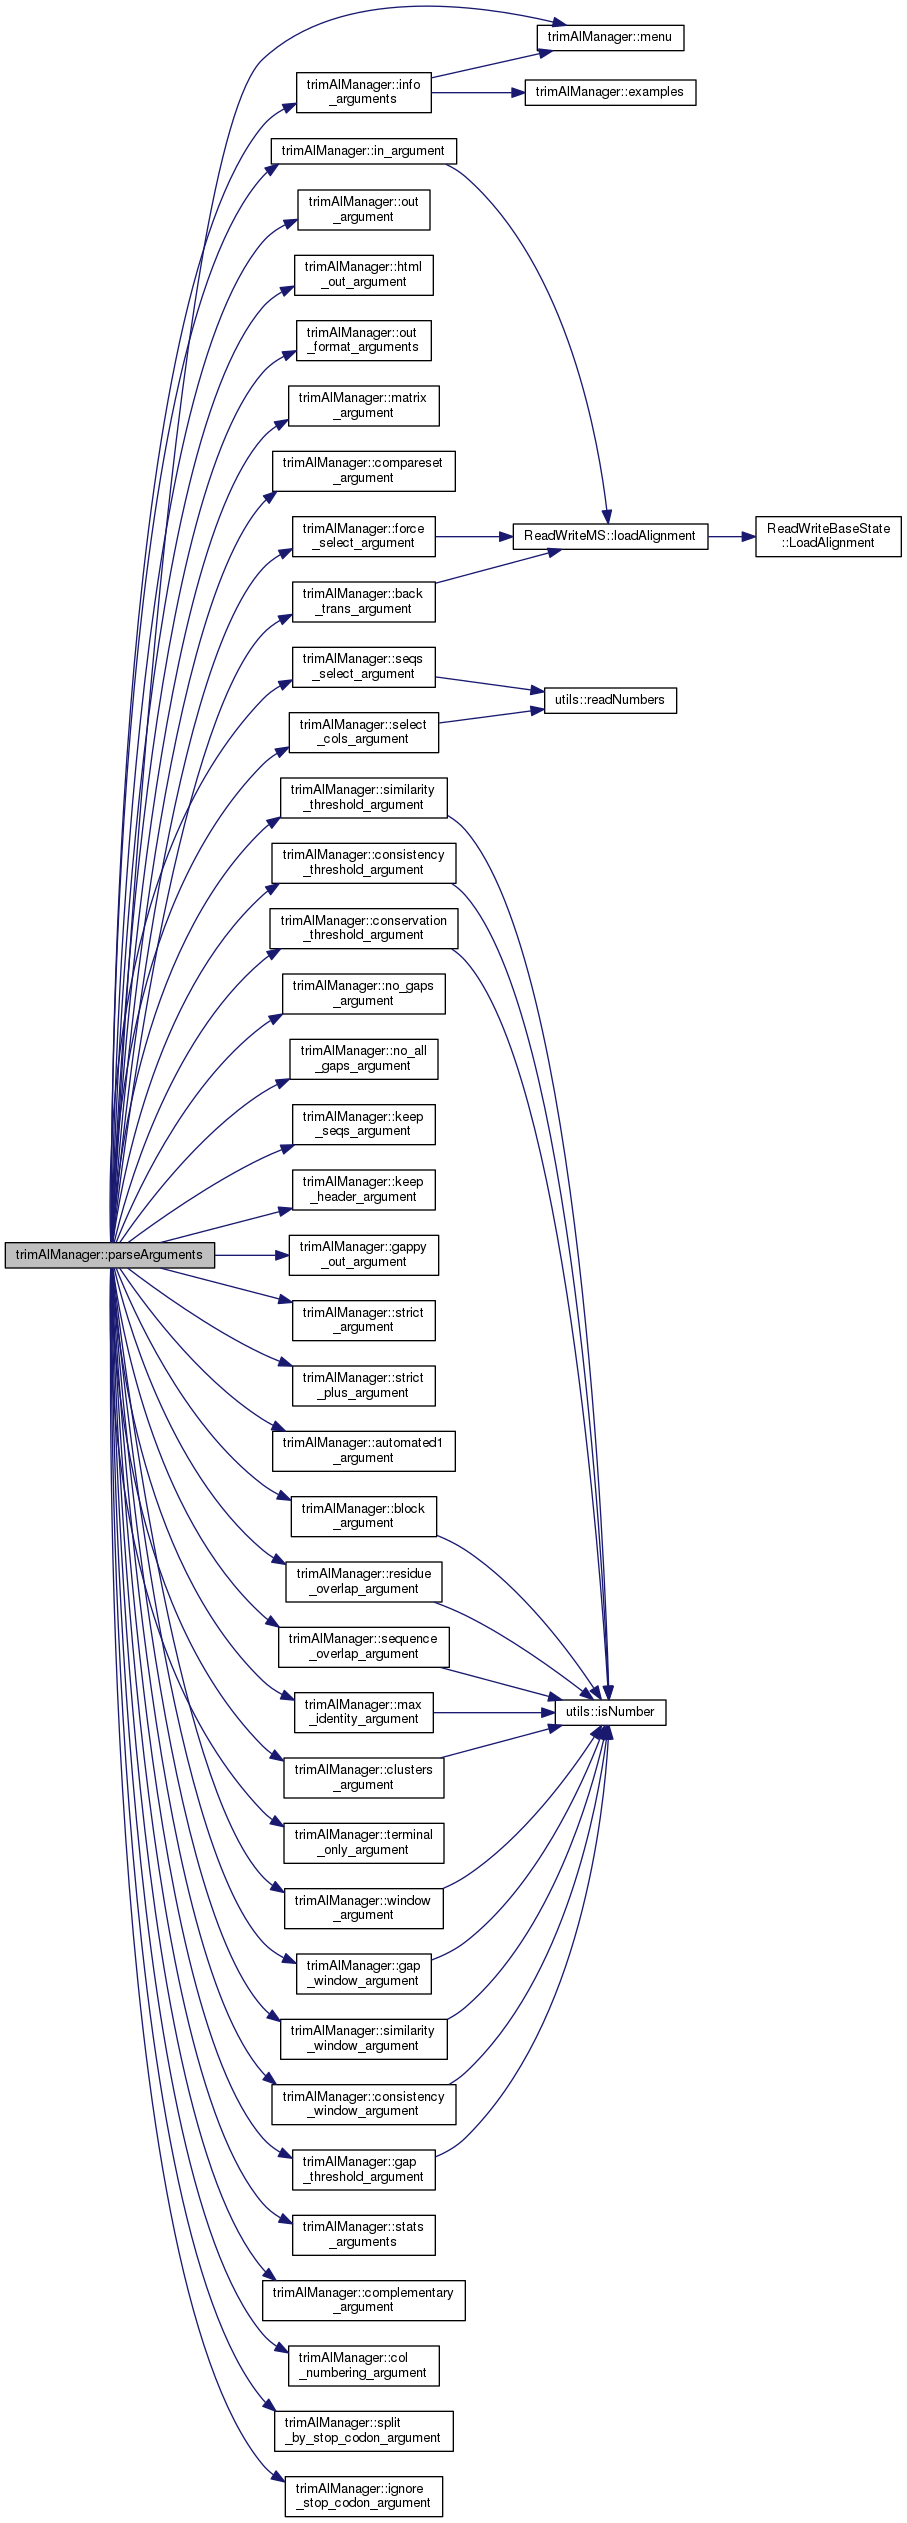 trimAlManager::menu
trimAlManager::info
_arguments
trimAlManager::examples
trimAlManager::in_argument
trimAlManager::out
_argument
trimAlManager::html
_out_argument
trimAlManager::out
_format_arguments
trimAlManager::matrix
_argument
trimAlManager::compareset
_argument
trimAlManager::force
_select_argument
ReadWriteMS::loadAlignment
ReadWriteBaseState
::LoadAlignment
trimAlManager::back
_trans_argument
trimAlManager::seqs
_select_argument
utils::readNumbers
trimAlManager::select
_cols_argument
trimAlManager::similarity
_threshold_argument
trimAlManager::consistency
_threshold_argument
trimAlManager::conservation
_threshold_argument
trimAlManager::no_gaps
_argument
trimAlManager::no_all
_gaps_argument
trimAlManager::keep
_seqs_argument
trimAlManager::keep
_header_argument
trimAlManager::parseArguments
trimAlManager::gappy
_out_argument
trimAlManager::strict
_argument
trimAlManager::strict
_plus_argument
trimAlManager::automated1
_argument
trimAlManager::block
_argument
trimAlManager::residue
_overlap_argument
trimAlManager::sequence
_overlap_argument
trimAlManager::max
_identity_argument
utils::isNumber
trimAlManager::clusters
_argument
trimAlManager::terminal
_only_argument
trimAlManager::window
_argument
trimAlManager::gap
_window_argument
trimAlManager::similarity
_window_argument
trimAlManager::consistency
_window_argument
trimAlManager::gap
_threshold_argument
trimAlManager::stats
_arguments
trimAlManager::complementary
_argument
trimAlManager::col
_numbering_argument
trimAlManager::split
_by_stop_codon_argument
trimAlManager::ignore
_stop_codon_argument